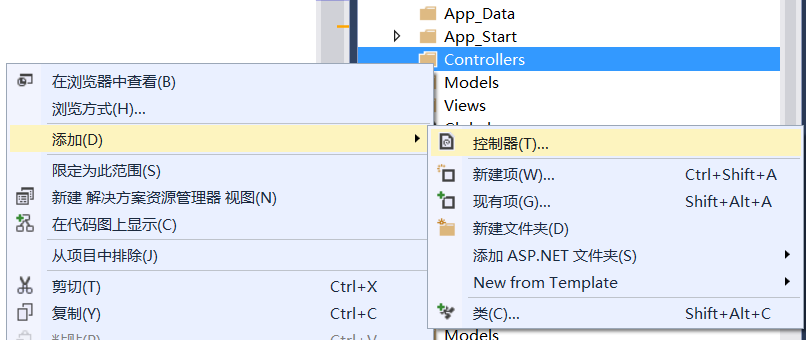 App_Data
App_Start
Controllers
Models
Views
在浏览器中查看(B)
浏览方式(H)...
添加(D)
限定为此范围(S)
新建 解决方案资源管理器 视图(N)
在代码图上显示(C)
从项目中排除(J)
剪切(T) Ctrl+X
复制(Y) Ctrl+C
粘贴(P) Ctrl+V
控制器(T)...
新建项(W)... Ctrl+Shift+A
现有项(G)... Shift+Alt+A
新建文件夹(D)
添加 ASP.NET 文件夹(S)
New from Template
类(C)... Shift+Alt+C
Models